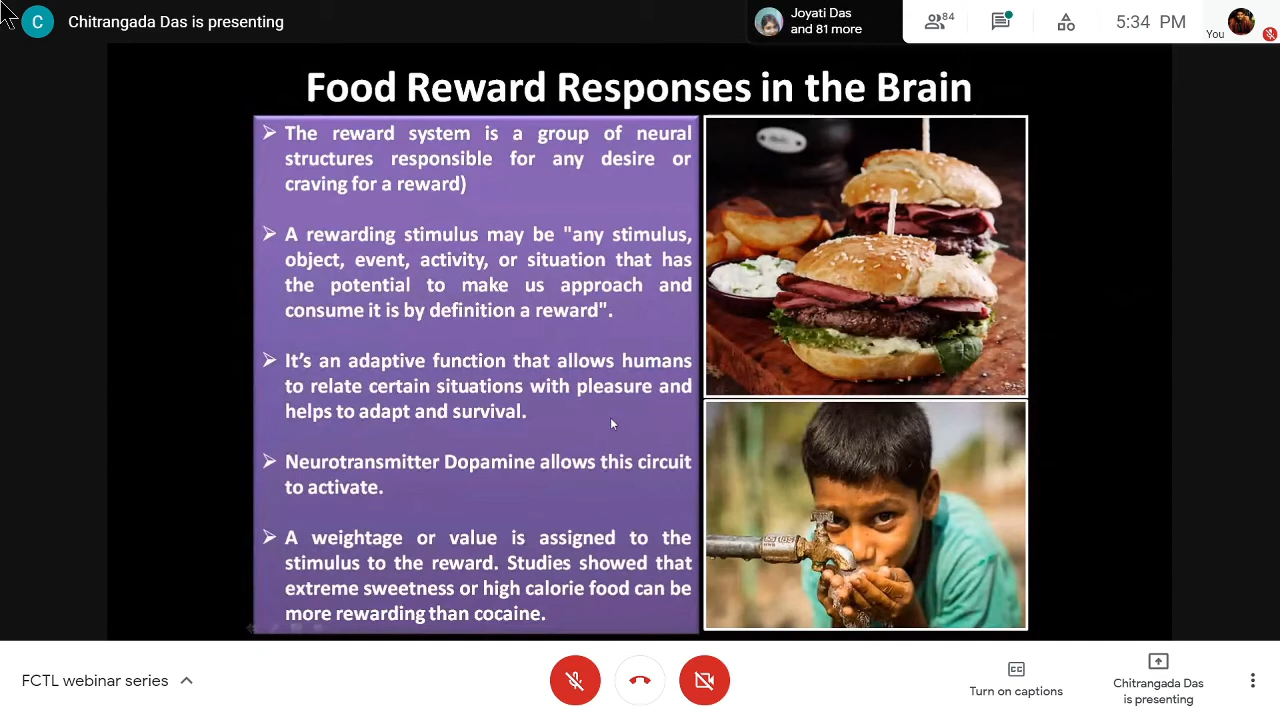 C Chitrangada Das is presenting
Joyati Das
and 81 more
84
5:34 PM
You
Food Reward Responses in the Brain
➢ The reward system is a group of neural
structures responsible for any desire or
craving for a reward)
➢ A rewarding stimulus may be "any stimulus,
object, event, activity, or situation that has
the potential to make us approach and
consume it is by definition a reward".
➢ It's an adaptive function that allows humans
to relate certain situations with pleasure and
helps to adapt and survival.
➢ Neurotransmitter Dopamine allows this circuit
to activate.
➢ A weightage or value is assigned to the
stimulus to the reward. Studies showed that
extreme sweetness or high calorie food can be
more rewarding than cocaine.
FCTL webinar series
CC
Turn on captions
Chitrangada Das
is presenting